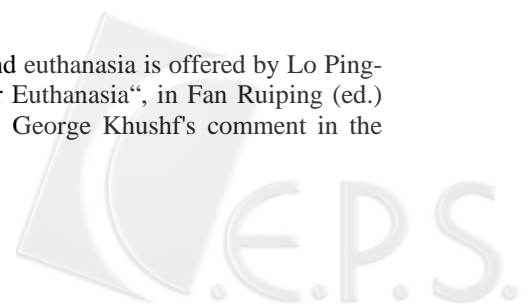 nd euthanasia is offered by Lo Ping-
r Euthanasia“, in Fan Ruiping (ed.)
George Khushf's comment in the
C.E.P.S.